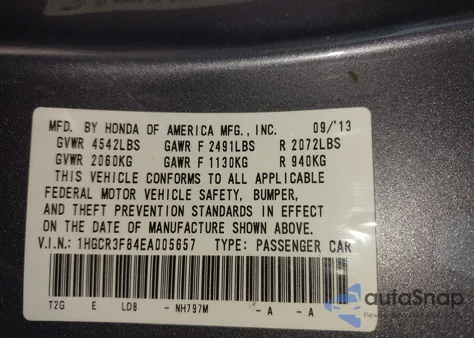 MFD. BY HONDA OF AMERICA MFG., INC. 09/'13
GVWR 4542LBS GAWR F 2491LBS R 2072LBS
GVWR 2060KG GAWR F 1130KG R 940KG
THIS VEHICLE CONFORMS TO ALL APPLICABLE
FEDERAL MOTOR VEHICLE SAFETY, BUMPER,
AND THEFT PREVENTION STANDARDS IN EFFECT
ON THE DATE OF MANUFACTURE SHOWN ABOVE.
V.I.N.: 1HGCR3F84EA005657 TYPE: PASSENGER CAR
T2G E LD8 - NH797M - A - A
autoSnap